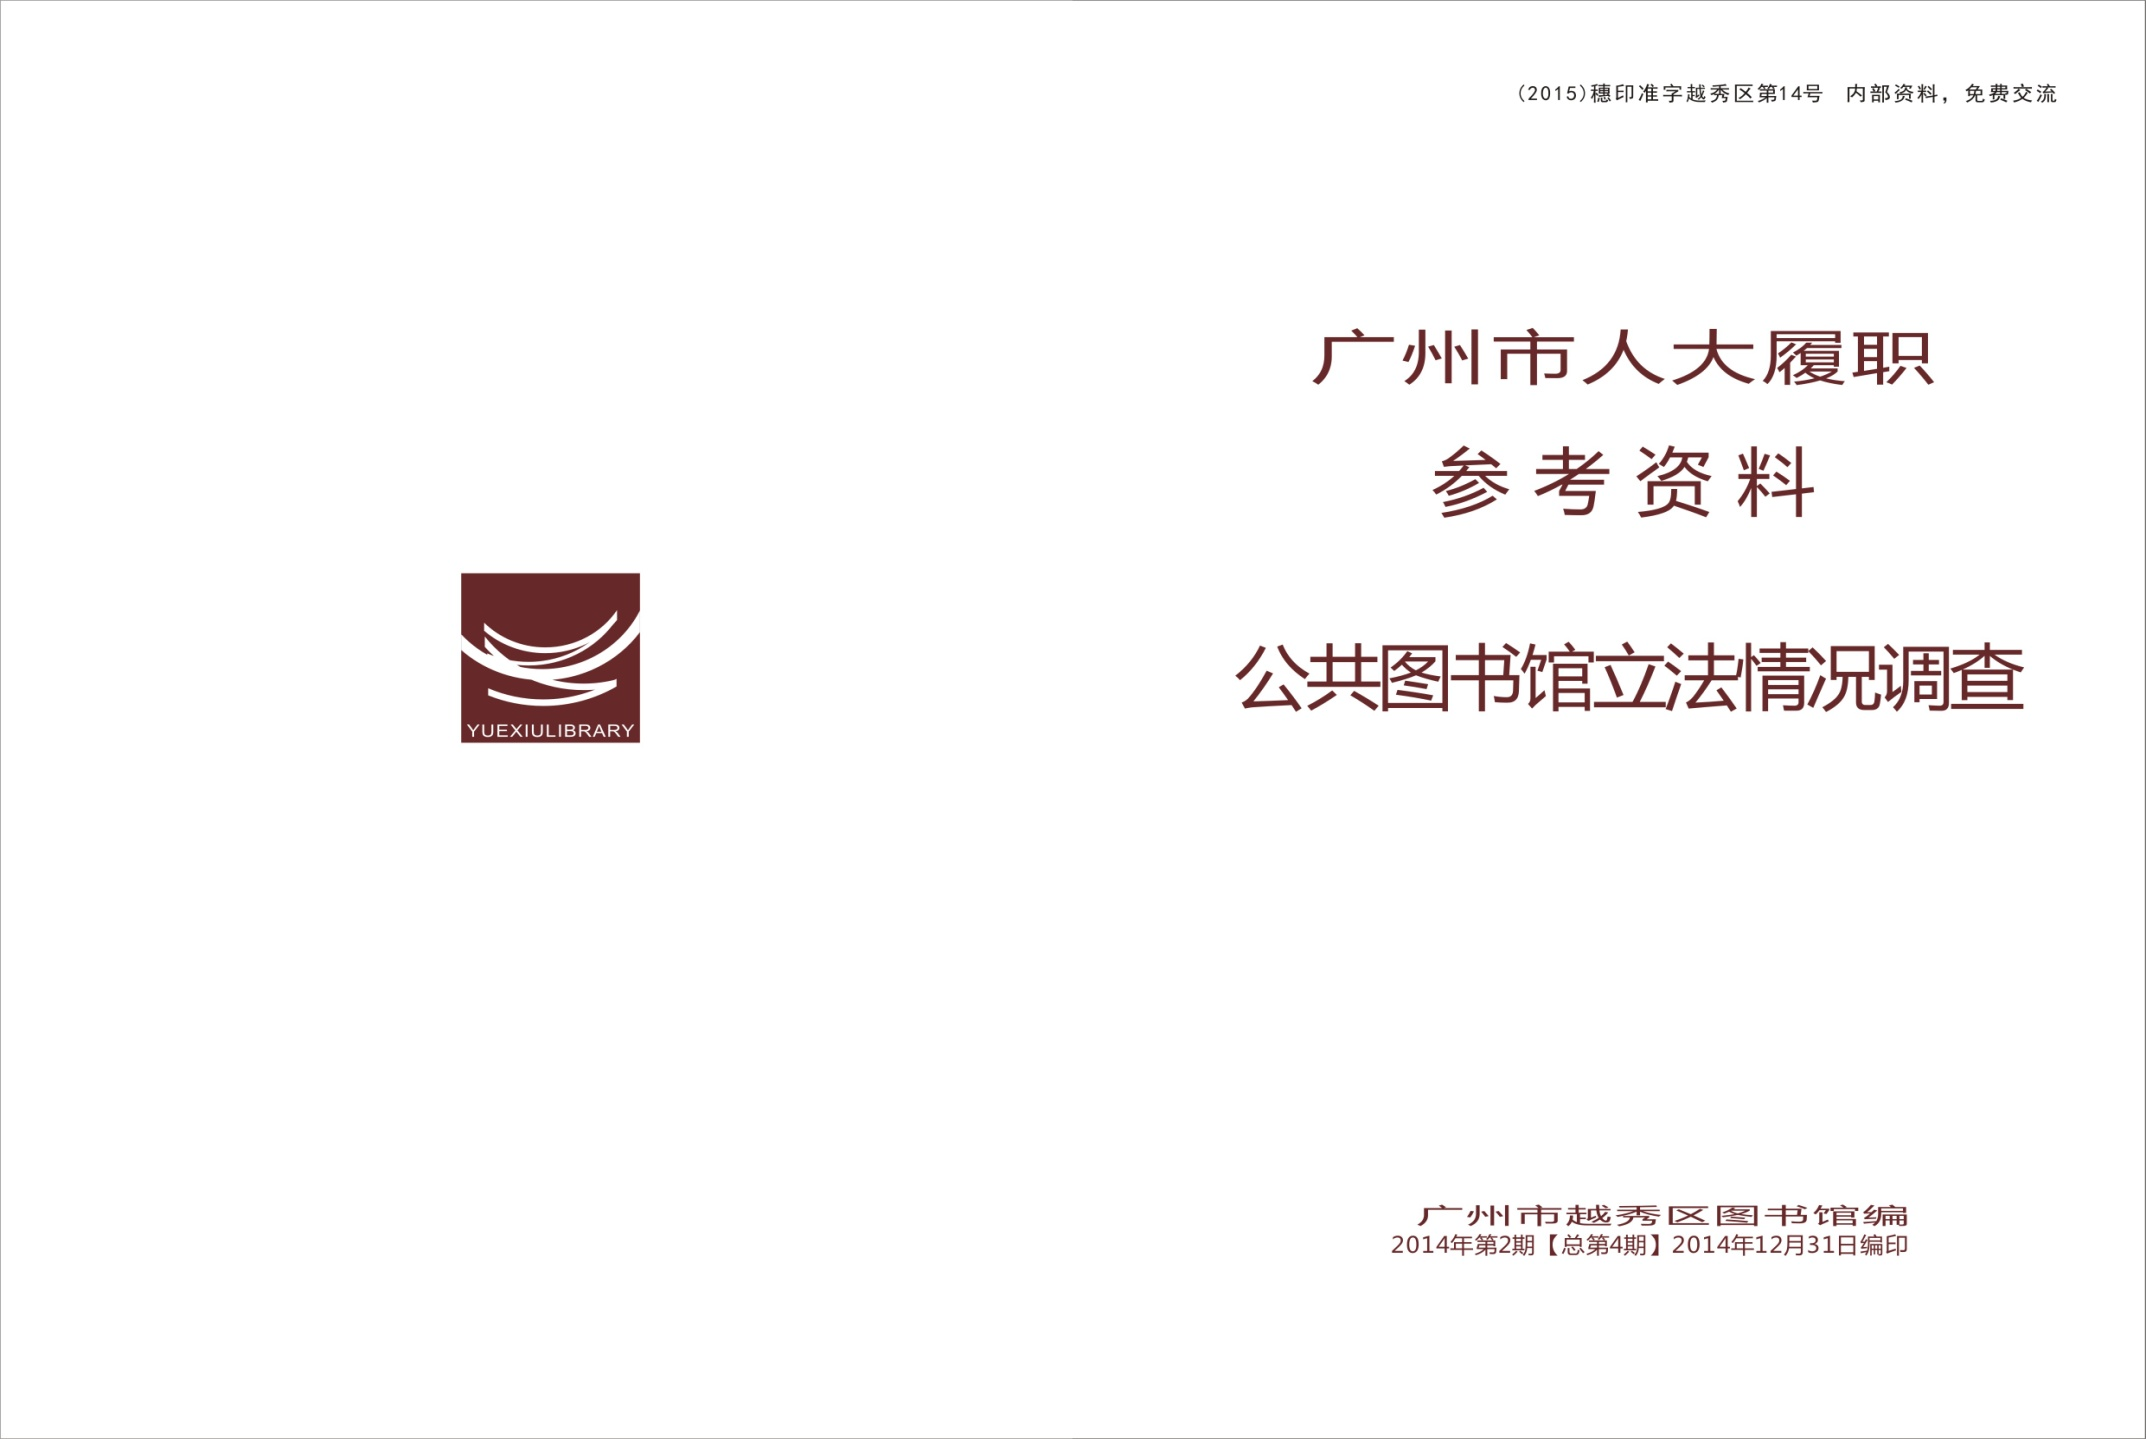 (2015)穗印准字越秀区第14号 内部资料，免费交流
广州市人大履职
参考资料
公共图书馆立法情况调查
YUEXIULIBRARY
广州市越秀区图书馆编
2014年第2期【总第4期】2014年12月31日编印